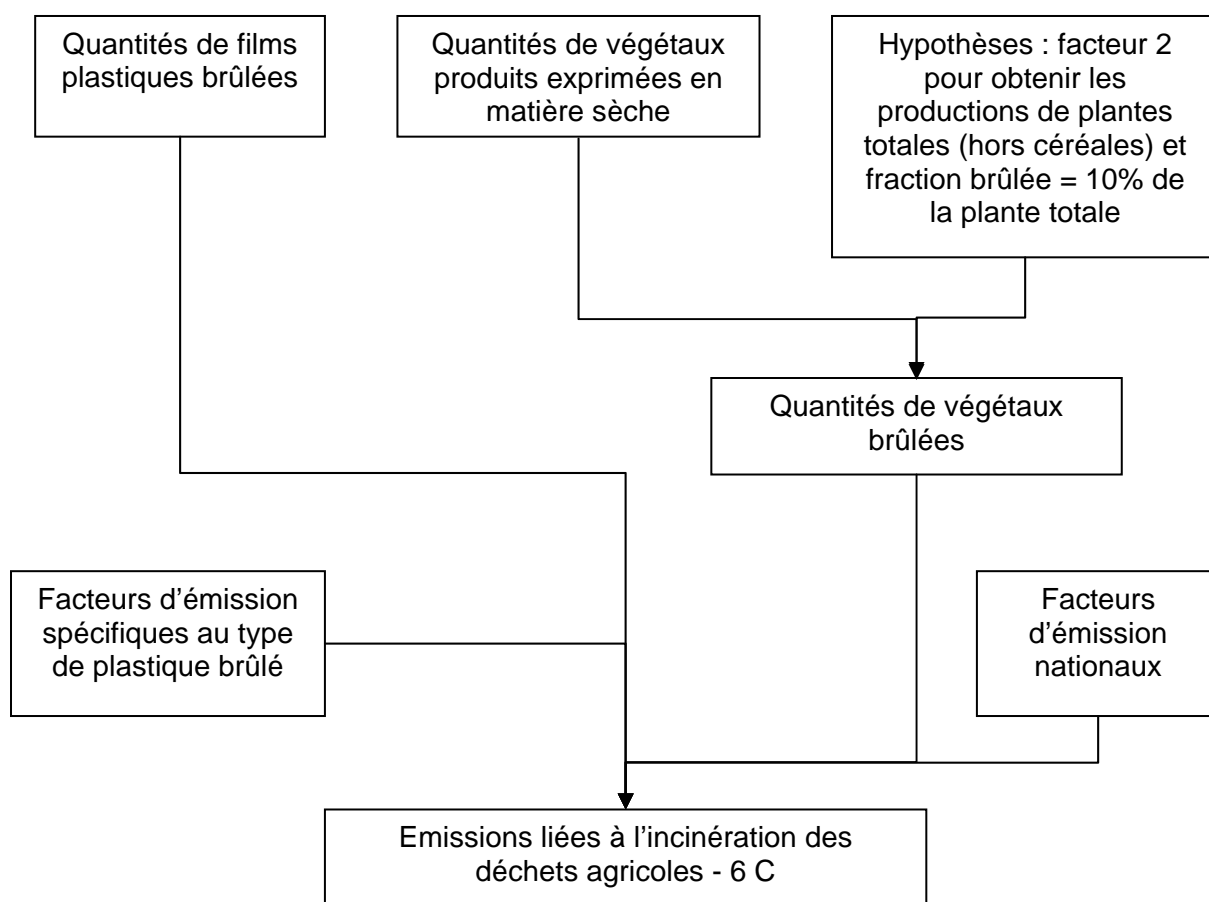 Quantités de films
plastiques brûlées
Quantités de végétaux
produits exprimées en
matière sèche
Hypothèses : facteur 2
pour obtenir les
productions de plantes
totales (hors céréales) et
fraction brûlée = 10% de
la plante totale
Quantités de végétaux
brûlées
Facteurs d’émission
spécifiques au type
de plastique brûlé
Facteurs
d’émission
nationaux
Emissions liées à l’incinération des
déchets agricoles - 6 C